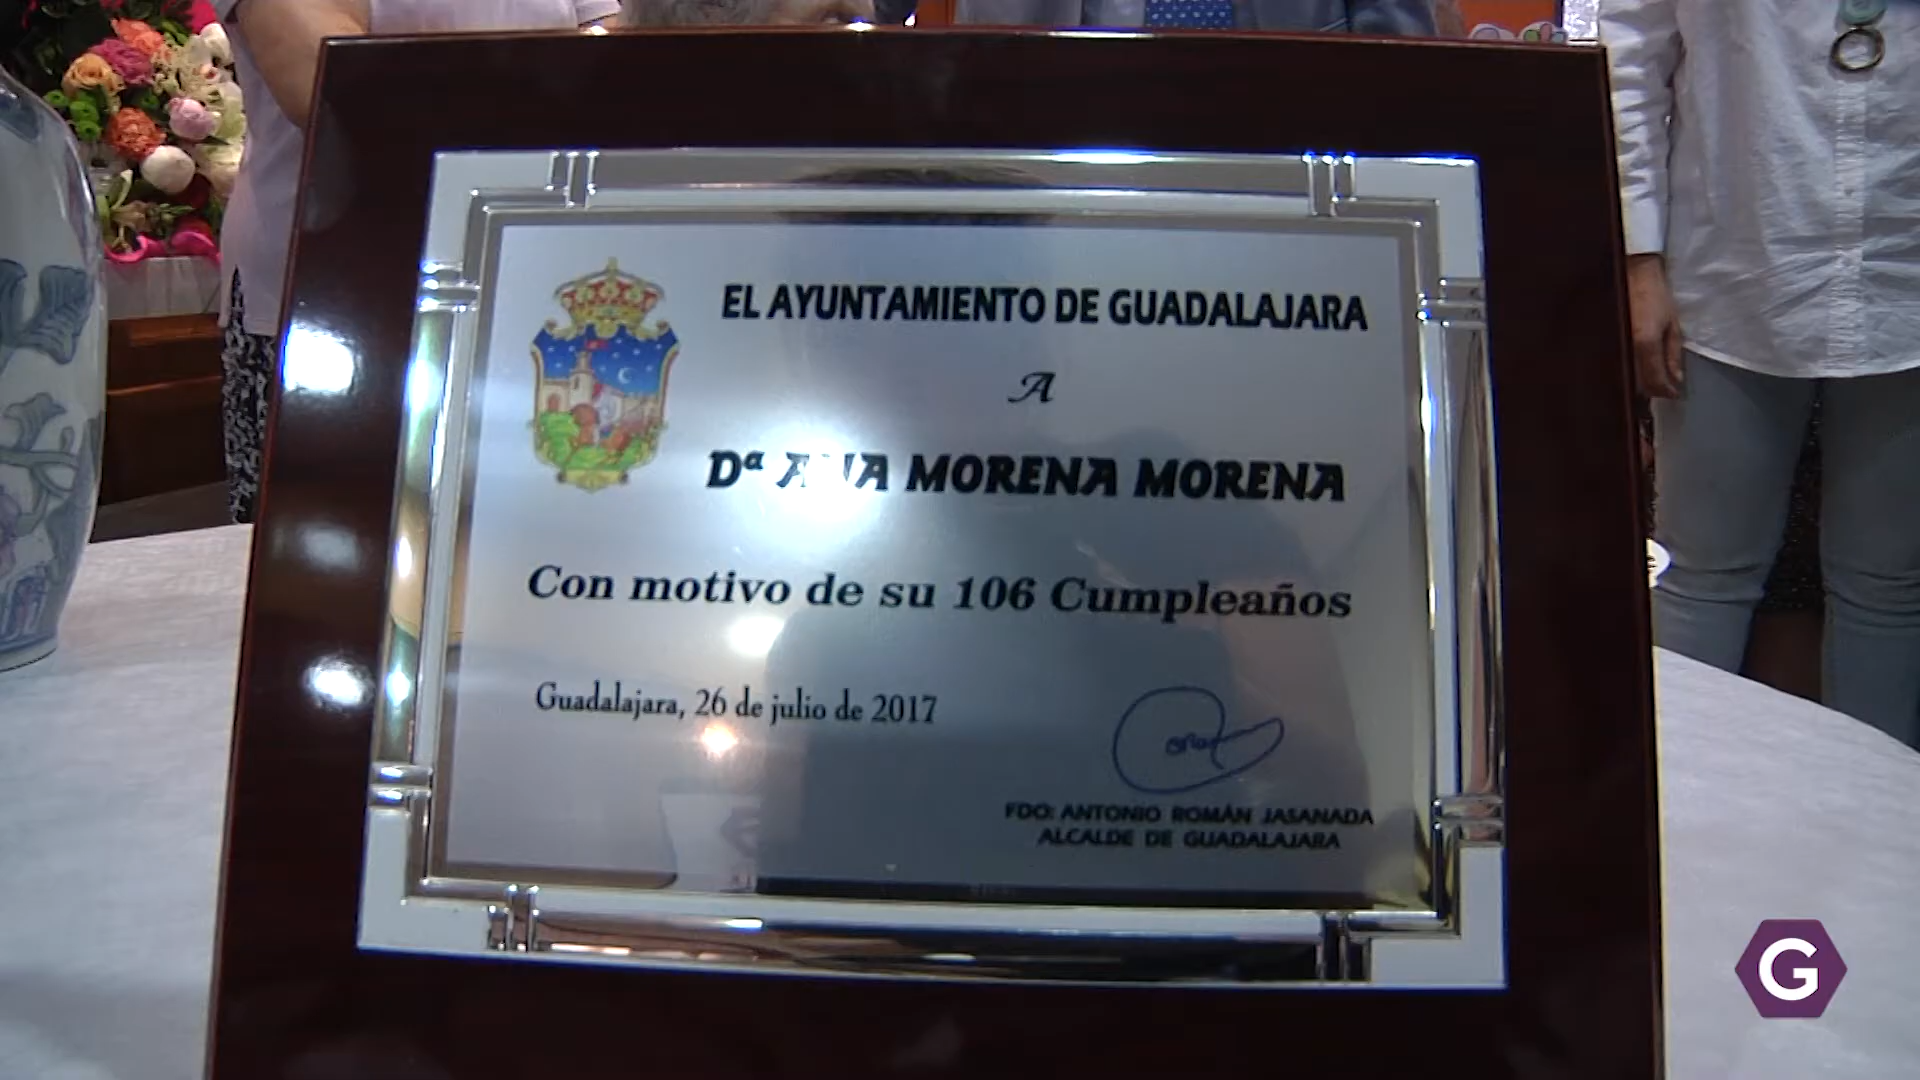 EL AYUNTAMIENTO DE GUADALAJARA
A
Dª ANA MORENA MORENA
Con motivo de su 106 Cumpleaños
Guadalajara, 26 de julio de 2017
FDO: ANTONIO ROMÁN JASANADA
ALCALDE DE GUADALAJARA
G